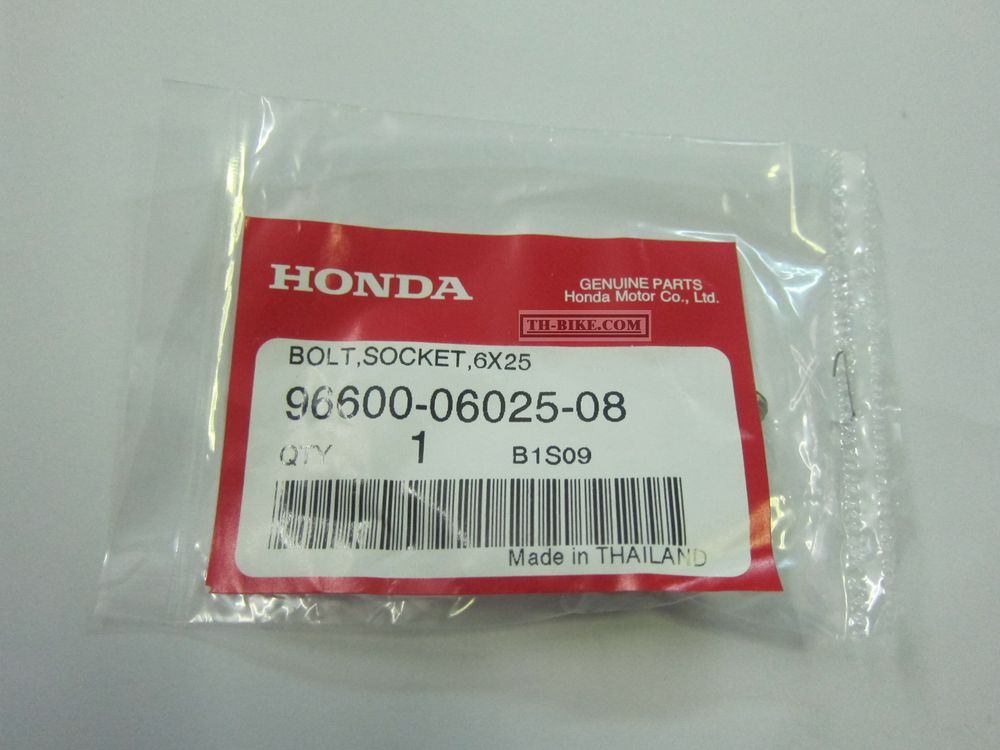 HONDA
GENUINE PARTS
Honda Motor Co., Ltd.
TH-BIKE.COM
BOLT,SOCKET,6X25
96600-06025-08
QTY 1 B1S09
Made in THAILAND